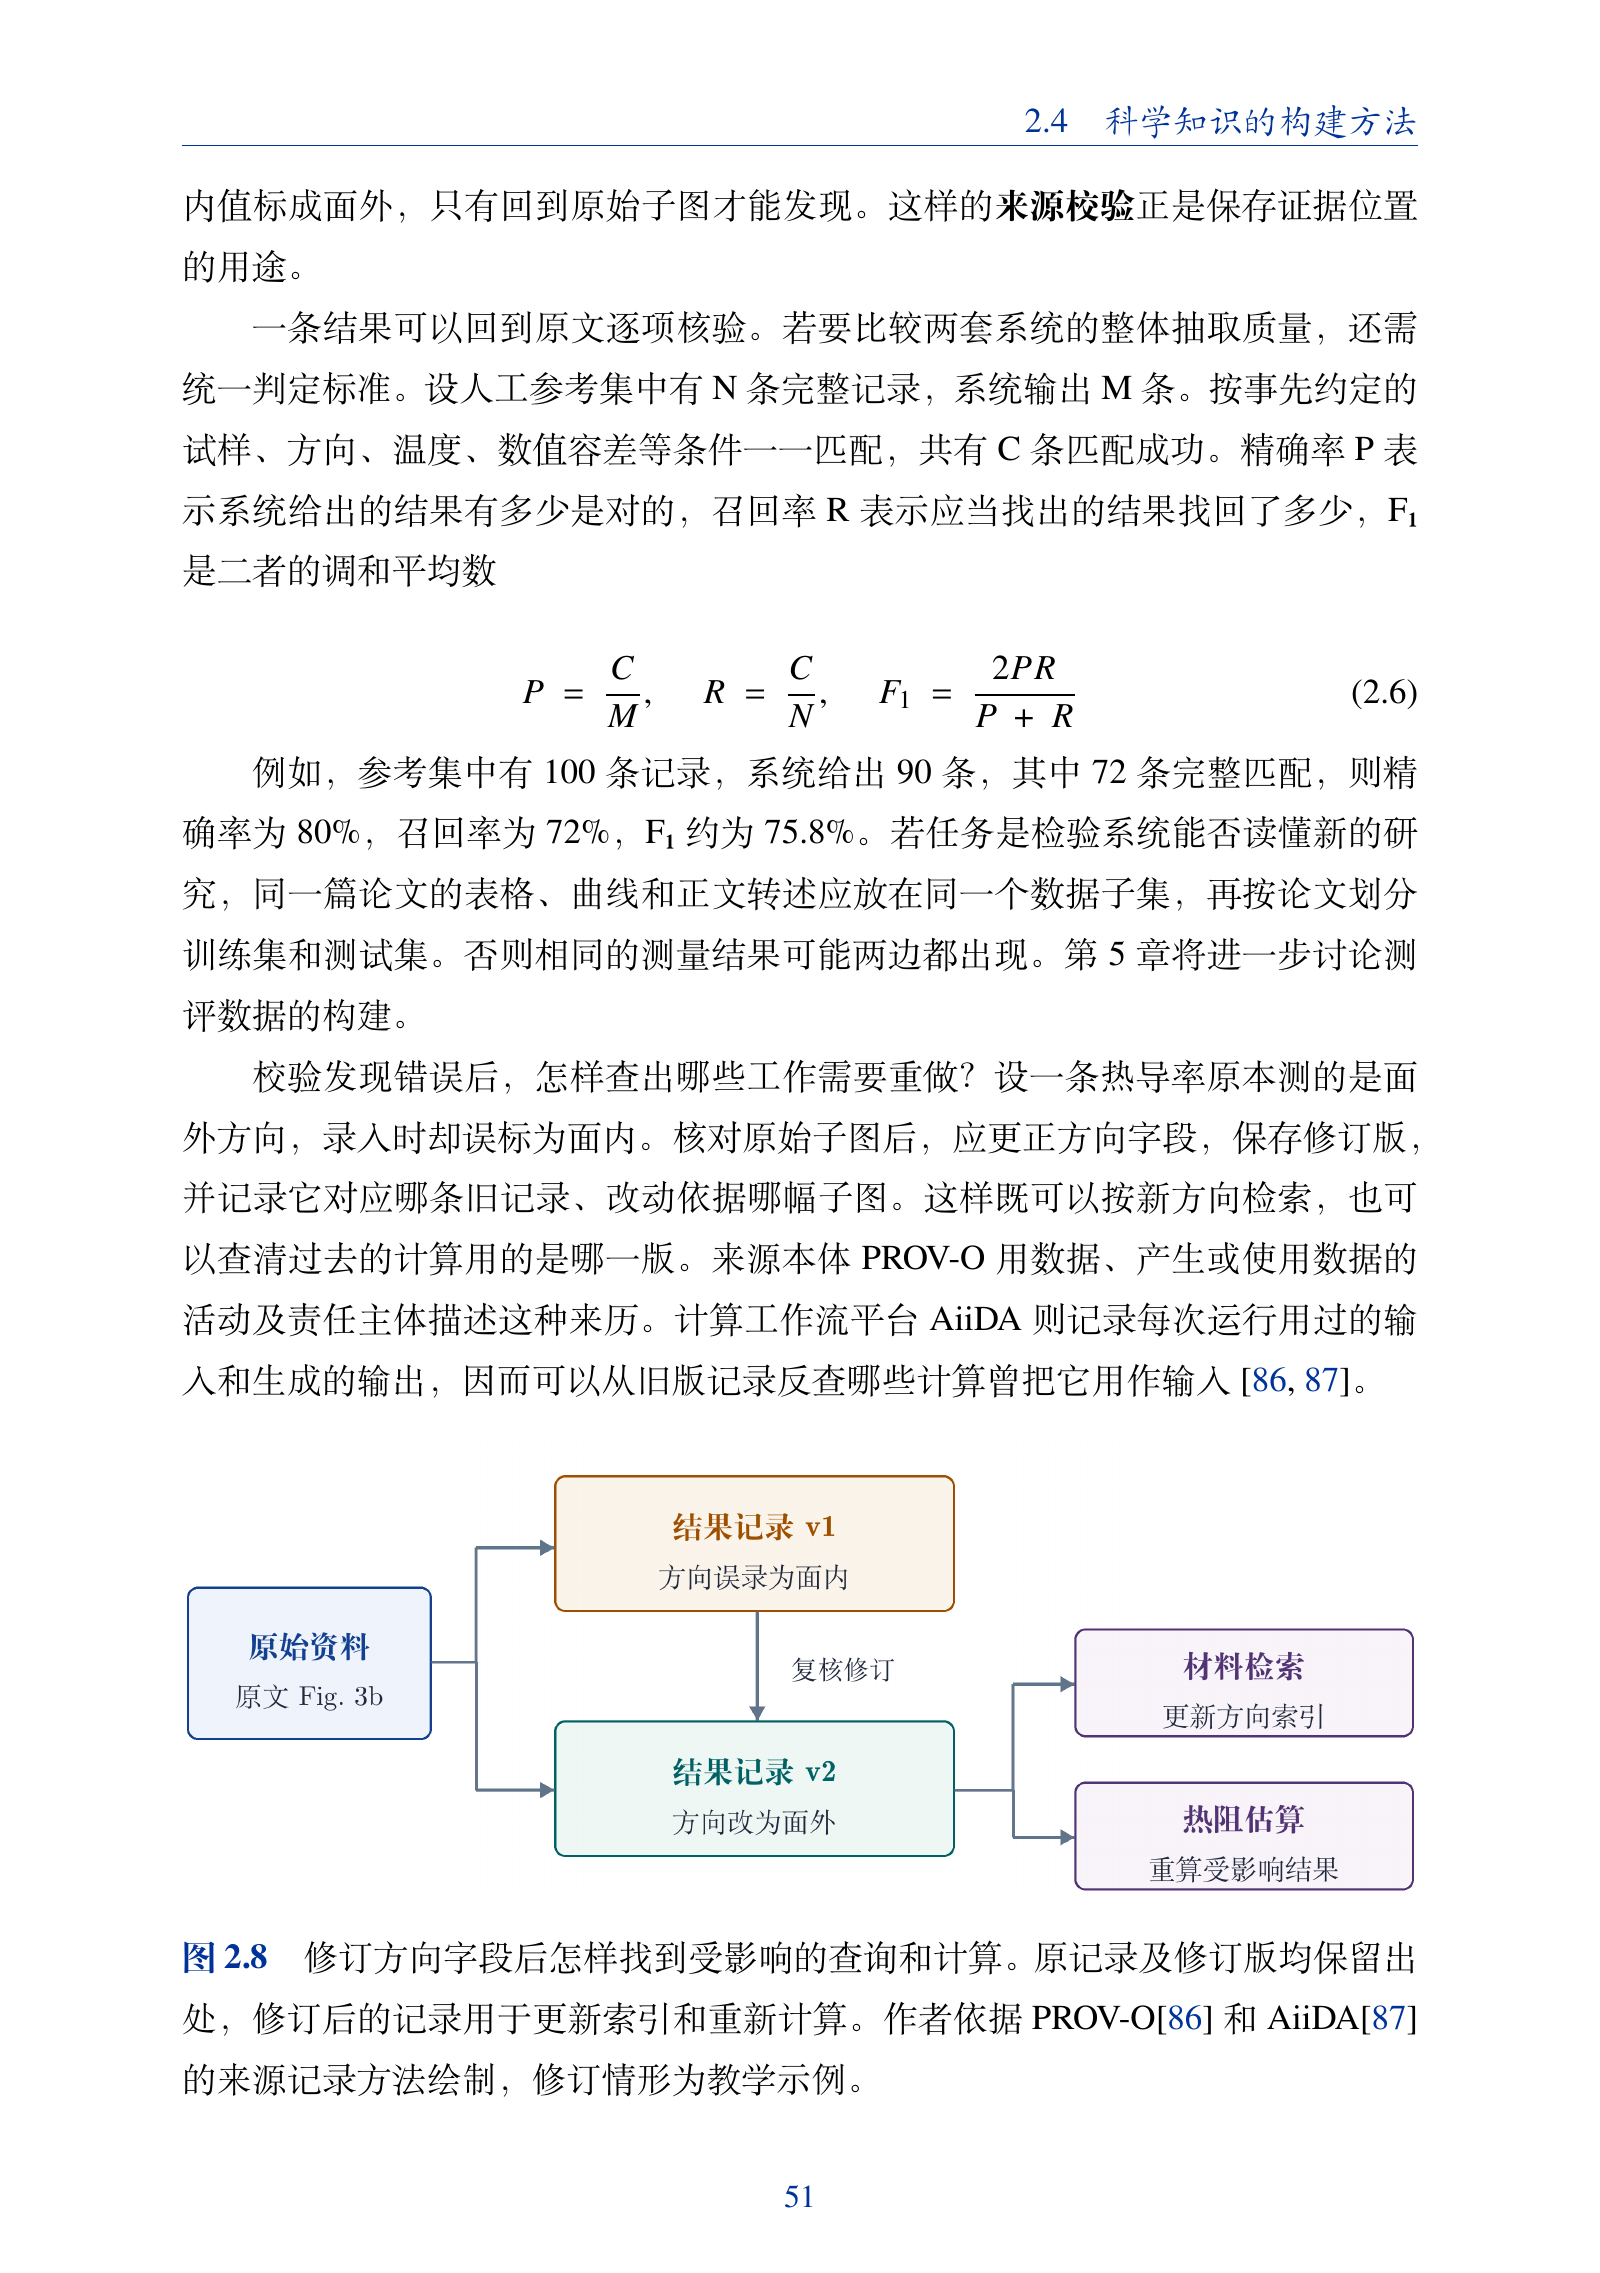 2.4 科学知识的构建方法
内值标成面外，只有回到原始子图才能发现。这样的来源校验正是保存证据位置
的用途。
一条结果可以回到原文逐项核验。若要比较两套系统的整体抽取质量，还需
统一判定标准。设人工参考集中有 N 条完整记录，系统输出 M 条。按事先约定的
试样、方向、温度、数值容差等条件一一匹配，共有 C 条匹配成功。精确率 P 表
示系统给出的结果有多少是对的，召回率 R 表示应当找出的结果找回了多少，F₁
是二者的调和平均数
P = C/M, R = C/N, F₁ = 2PR/(P + R) (2.6)
例如，参考集中有 100 条记录，系统给出 90 条，其中 72 条完整匹配，则精
确率为 80%，召回率为 72%，F₁ 约为 75.8%。若任务是检验系统能否读懂新的研
究，同一篇论文的表格、曲线和正文转述应放在同一个数据子集，再按论文划分
训练集和测试集。否则相同的测量结果可能两边都出现。第 5 章将进一步讨论测
评数据的构建。
校验发现错误后，怎样查出哪些工作需要重做？设一条热导率原本测的是面
外方向，录入时却误标为面内。核对原始子图后，应更正方向字段，保存修订版，
并记录它对应哪条旧记录、改动依据哪幅子图。这样既可以按新方向检索，也可
以查清过去的计算用的是哪一版。来源本体 PROV-O 用数据、产生或使用数据的
活动及责任主体描述这种来历。计算工作流平台 AiiDA 则记录每次运行用过的输
入和生成的输出，因而可以从旧版记录反查哪些计算曾把它用作输入 [86, 87]。
原始资料
原文 Fig. 3b
结果记录 v1
方向误录为面内
复核修订
结果记录 v2
方向改为面外
材料检索
更新方向索引
热阻估算
重算受影响结果
图 2.8 修订方向字段后怎样找到受影响的查询和计算。原记录及修订版均保留出
处，修订后的记录用于更新索引和重新计算。作者依据 PROV-O[86] 和 AiiDA[87]
的来源记录方法绘制，修订情形为教学示例。
51